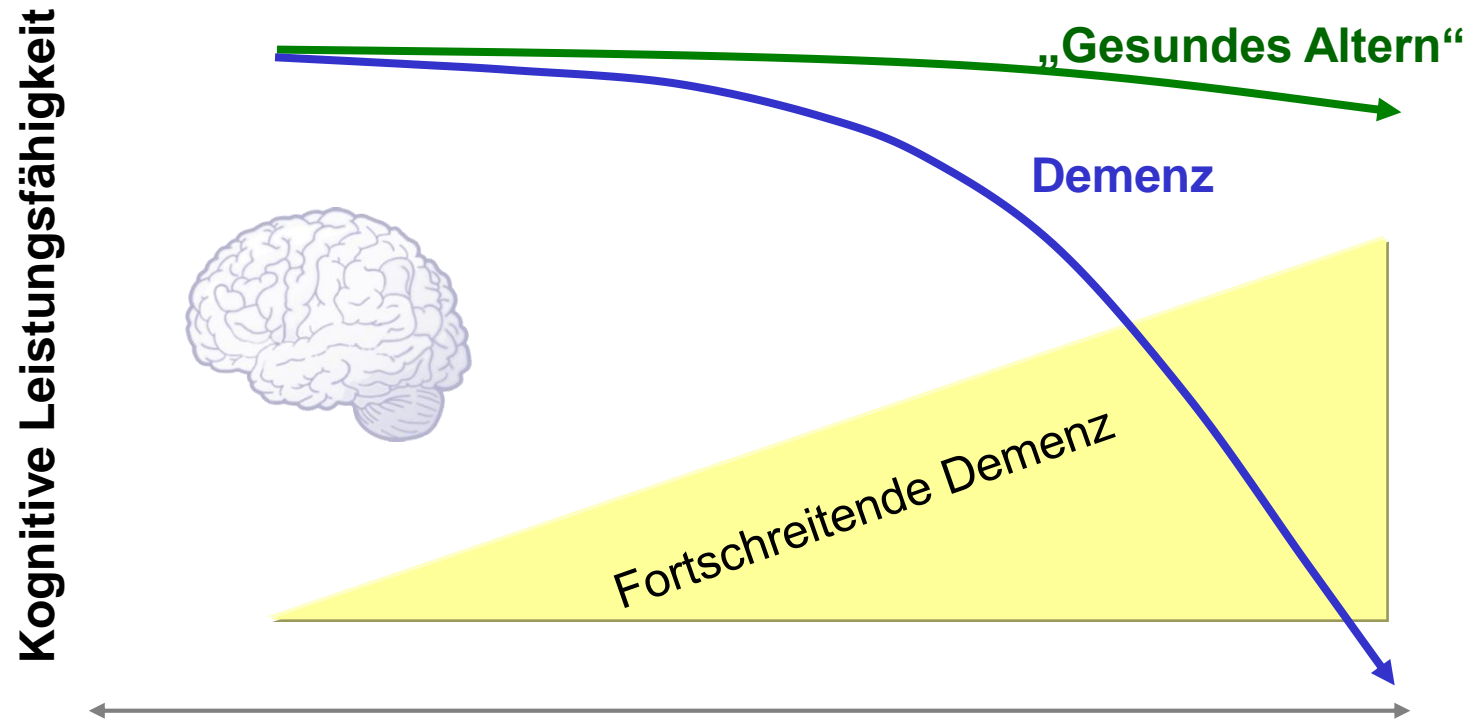 Kognitive Leistungsfähigkeit
„Gesundes Altern“
Demenz
Fortschreitende Demenz